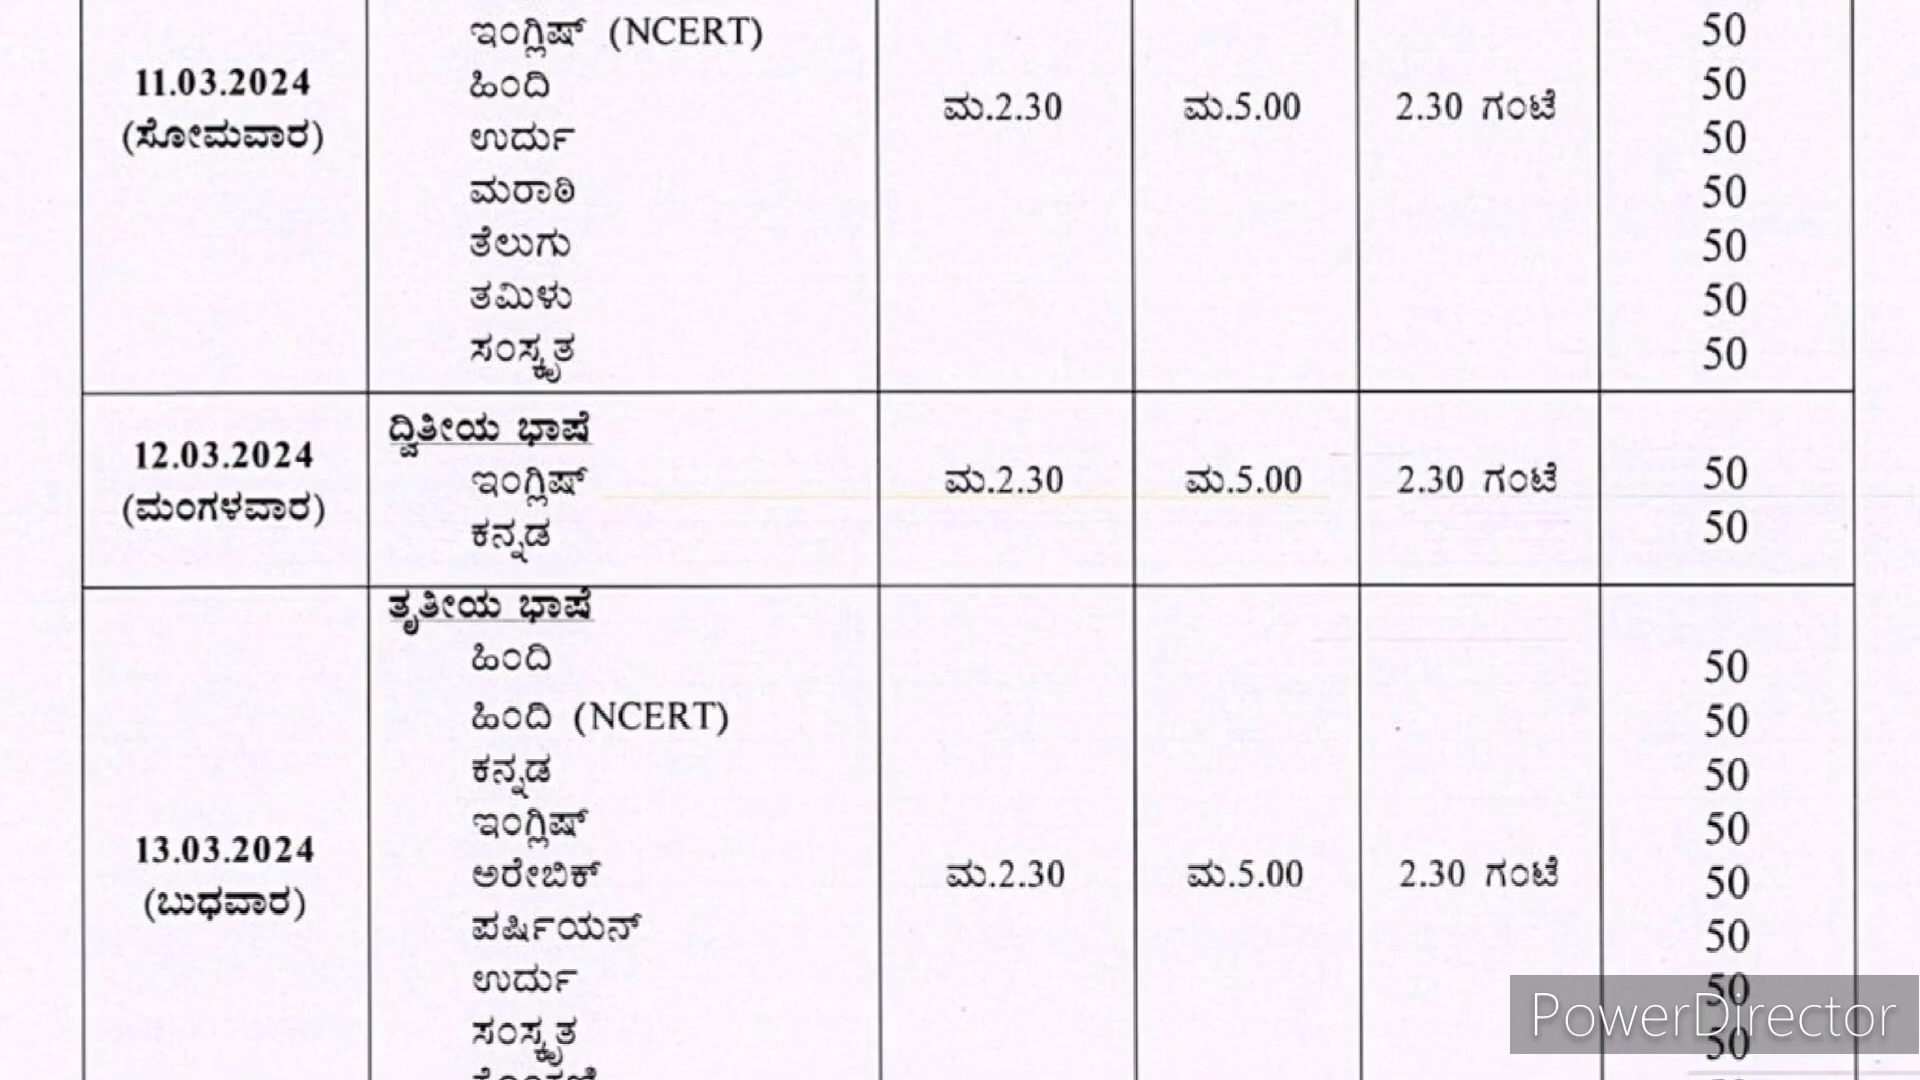 ಇಂಗ್ಲಿಷ್ (NCERT) 50
11.03.2024 ಹಿಂದಿ 50
(ಸೋಮವಾರ) ಉರ್ದು ಮ.2.30 ಮ.5.00 2.30 ಗಂಟೆ 50
ಮರಾಠಿ 50
ತೆಲುಗು 50
ತಮಿಳು 50
ಸಂಸ್ಕೃತ 50
ದ್ವಿತೀಯ ಭಾಷೆ
12.03.2024 ಇಂಗ್ಲಿಷ್ ಮ.2.30 ಮ.5.00 2.30 ಗಂಟೆ 50
(ಮಂಗಳವಾರ) ಕನ್ನಡ 50
ತೃತೀಯ ಭಾಷೆ
ಹಿಂದಿ 50
ಹಿಂದಿ (NCERT) 50
ಕನ್ನಡ 50
13.03.2024 ಇಂಗ್ಲಿಷ್ 50
(ಬುಧವಾರ) ಅರೇಬಿಕ್ ಮ.2.30 ಮ.5.00 2.30 ಗಂಟೆ 50
ಪರ್ಷಿಯನ್ 50
ಉರ್ದು 50
ಸಂಸ್ಕೃತ 50
PowerDirector